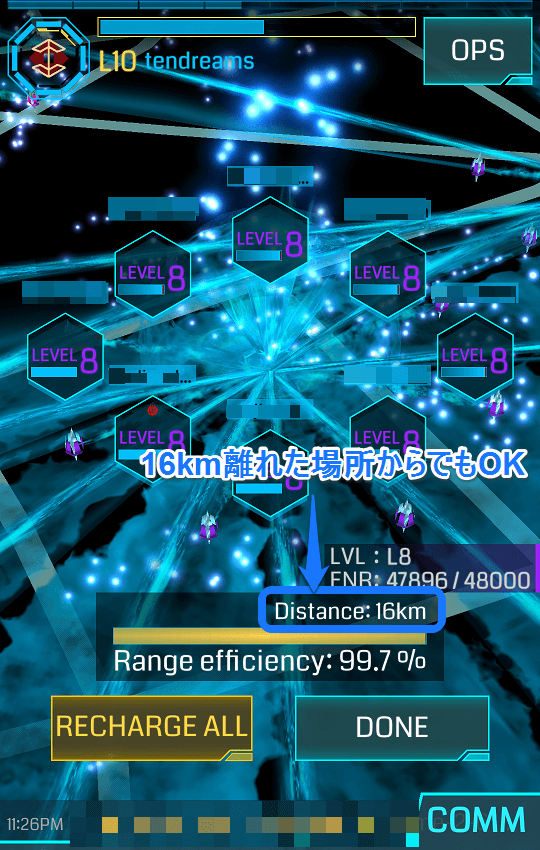 OPS
L10 tendreams
LEVEL 8
LEVEL 8
LEVEL 8
LEVEL 8
LEVEL 8
LEVEL 8
LEVEL 8
16km離れた場所からでもOK
LVL : L8
ENR: 47896 / 48000
Distance: 16km
Range efficiency: 99.7 %
RECHARGE ALL
DONE
11:26PM
COMM